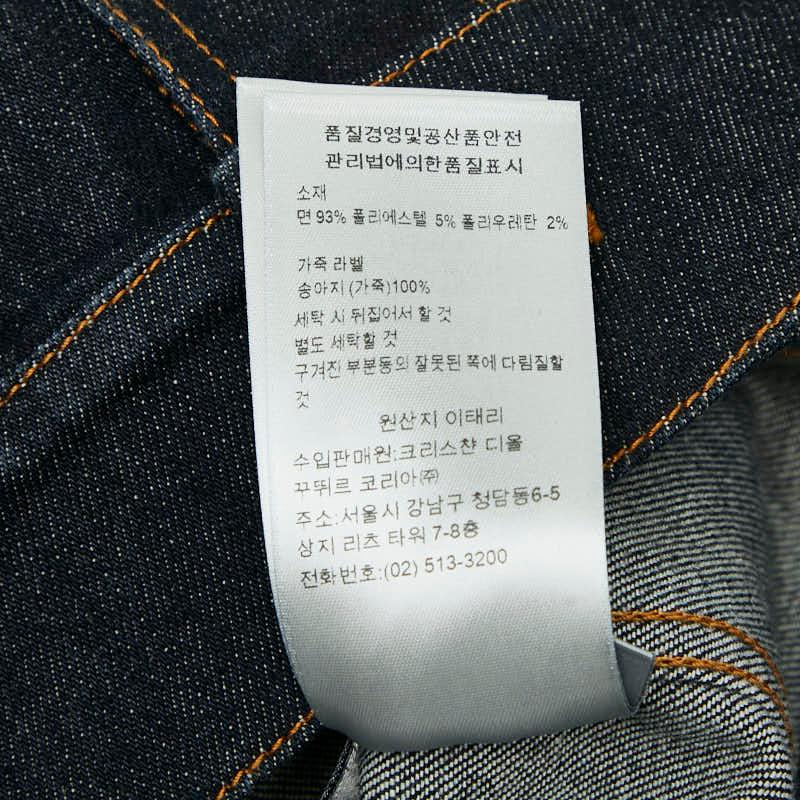 품질경영및공산품안전
관리법에의한품질표시
소재
면 93% 폴리에스텔 5% 폴리우레탄 2%
가죽 라벨
송아지 (가죽)100%
세탁 시 뒤집어서 할 것
별도 세탁할 것
구겨진 부분동의 잘못된 쪽에 다림질할
것
원산지 이태리
수입판매원:크리스챤 디올
꾸뛰르 코리아㈜
주소:서울시 강남구 청담동6-5
상지 리츠 타워 7-8층
전화번호:(02) 513-3200